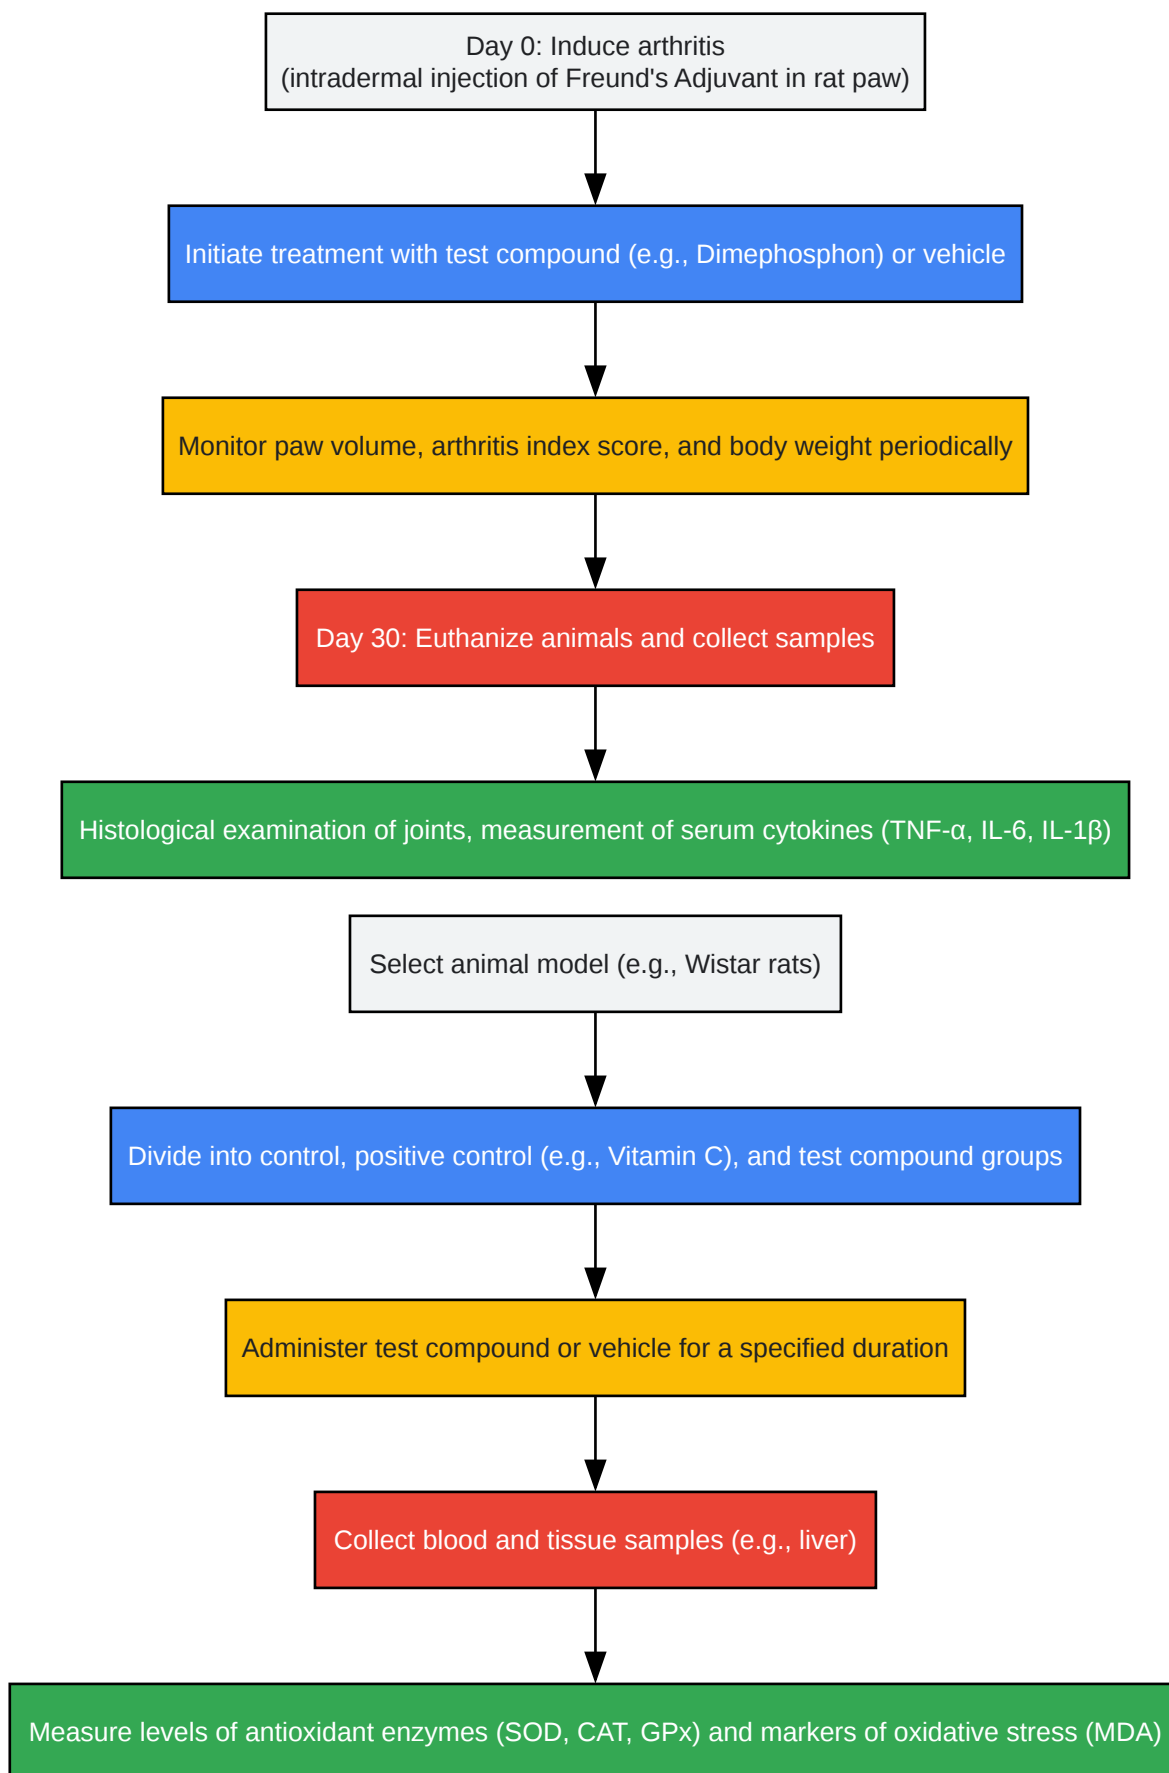 Day 0: Induce arthritis
(intradermal injection of Freund's Adjuvant in rat paw)
Initiate treatment with test compound (e.g., Dimephosphon) or vehicle
Monitor paw volume, arthritis index score, and body weight periodically
Day 30: Euthanize animals and collect samples
Histological examination of joints, measurement of serum cytokines (TNF-α, IL-6, IL-1β)
Select animal model (e.g., Wistar rats)
Divide into control, positive control (e.g., Vitamin C), and test compound groups
Administer test compound or vehicle for a specified duration
Collect blood and tissue samples (e.g., liver)
Measure levels of antioxidant enzymes (SOD, CAT, GPx) and markers of oxidative stress (MDA)